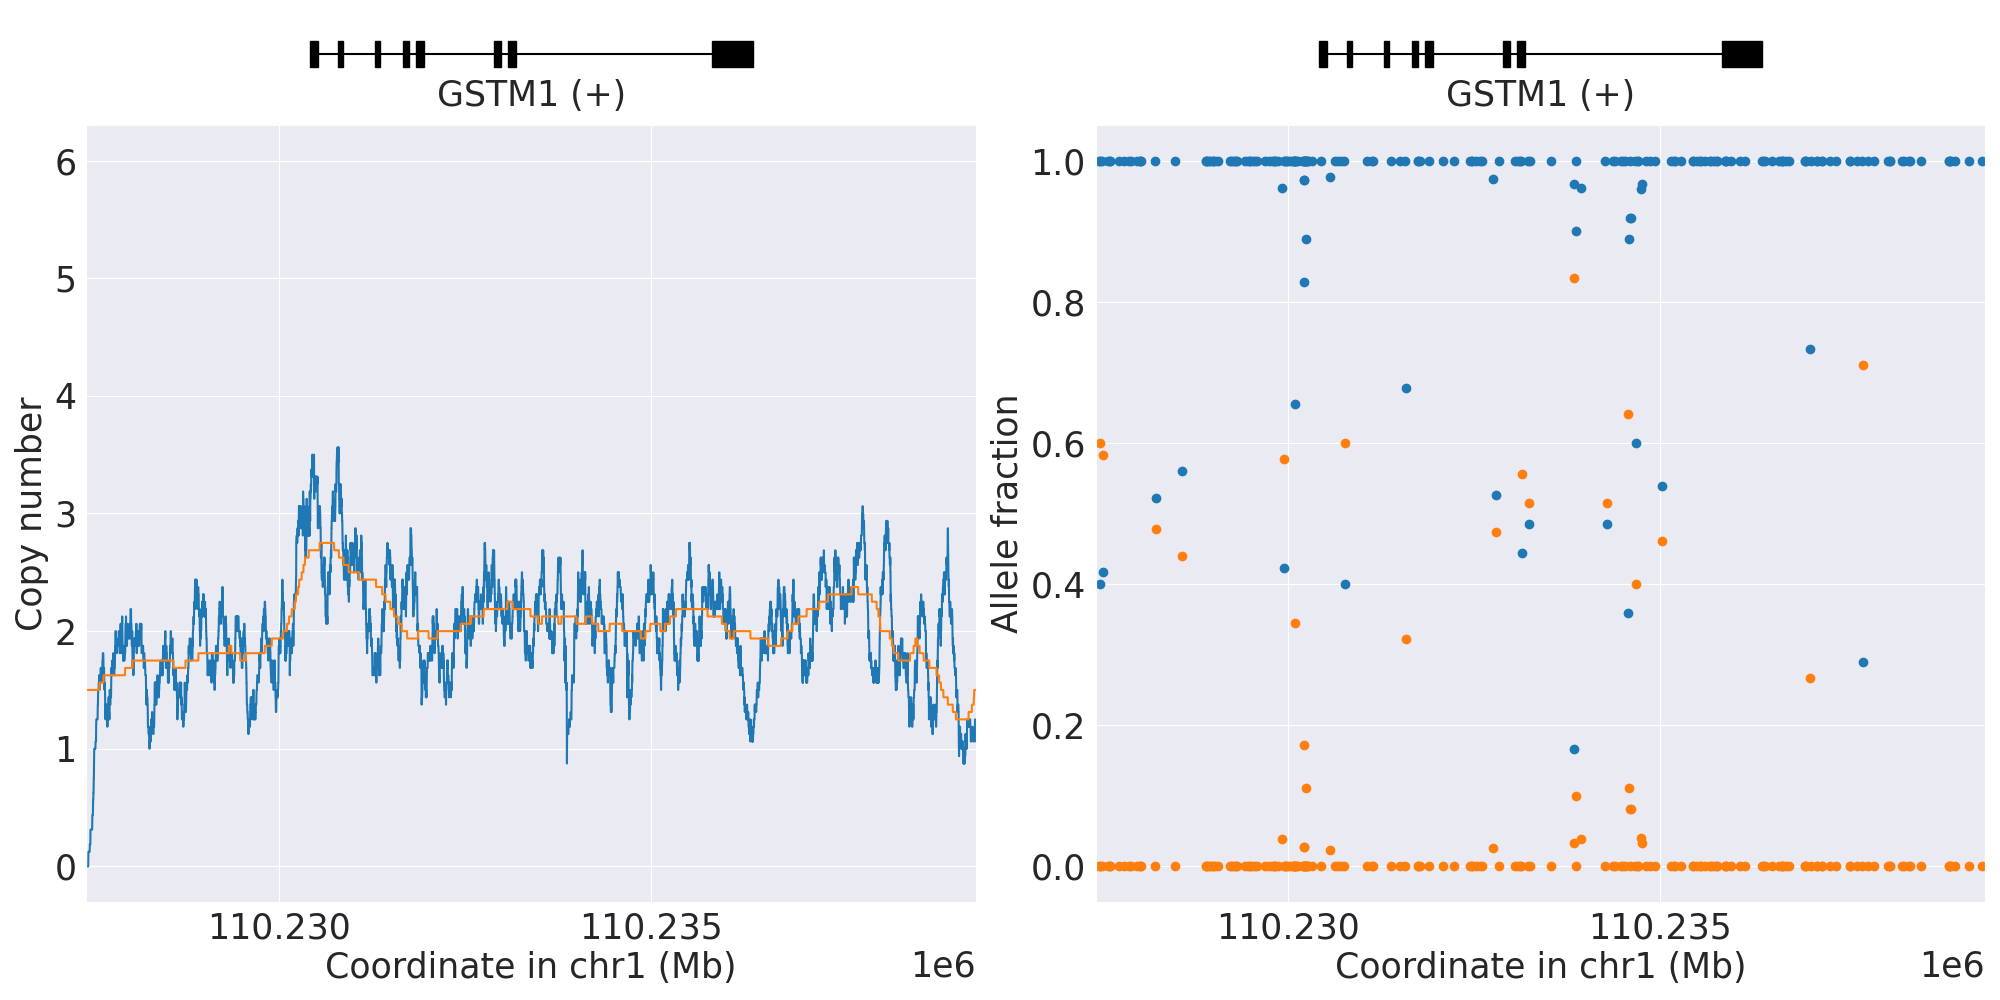 GSTM1 (+)
6
5
4
3
2
1
0
Copy number
110.230
110.235
Coordinate in chr1 (Mb)
1e6
GSTM1 (+)
1.0
0.8
0.6
0.4
0.2
0.0
Allele fraction
110.230
110.235
Coordinate in chr1 (Mb)
1e6